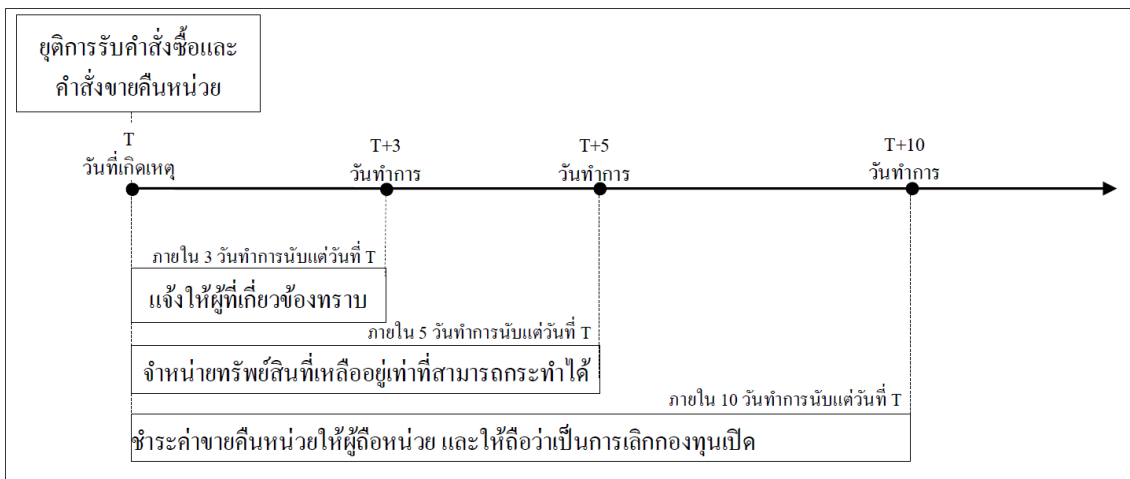 ยุติการรับคำสั่งซื้อและ
คำสั่งขายคืนหน่วย
T
วันที่เกิดเหตุ
T+3
วันทำการ
T+5
วันทำการ
T+10
วันทำการ
ภายใน 3 วันทำการนับแต่วันที่ T
แจ้งให้ผู้ที่เกี่ยวข้องทราบ
ภายใน 5 วันทำการนับแต่วันที่ T
จำหน่ายทรัพย์สินที่เหลืออยู่เท่าที่สามารถกระทำได้
ภายใน 10 วันทำการนับแต่วันที่ T
ชำระค่าขายคืนหน่วยให้ผู้ถือหน่วย และให้ถือว่าเป็นการเลิกกองทุนเปิด